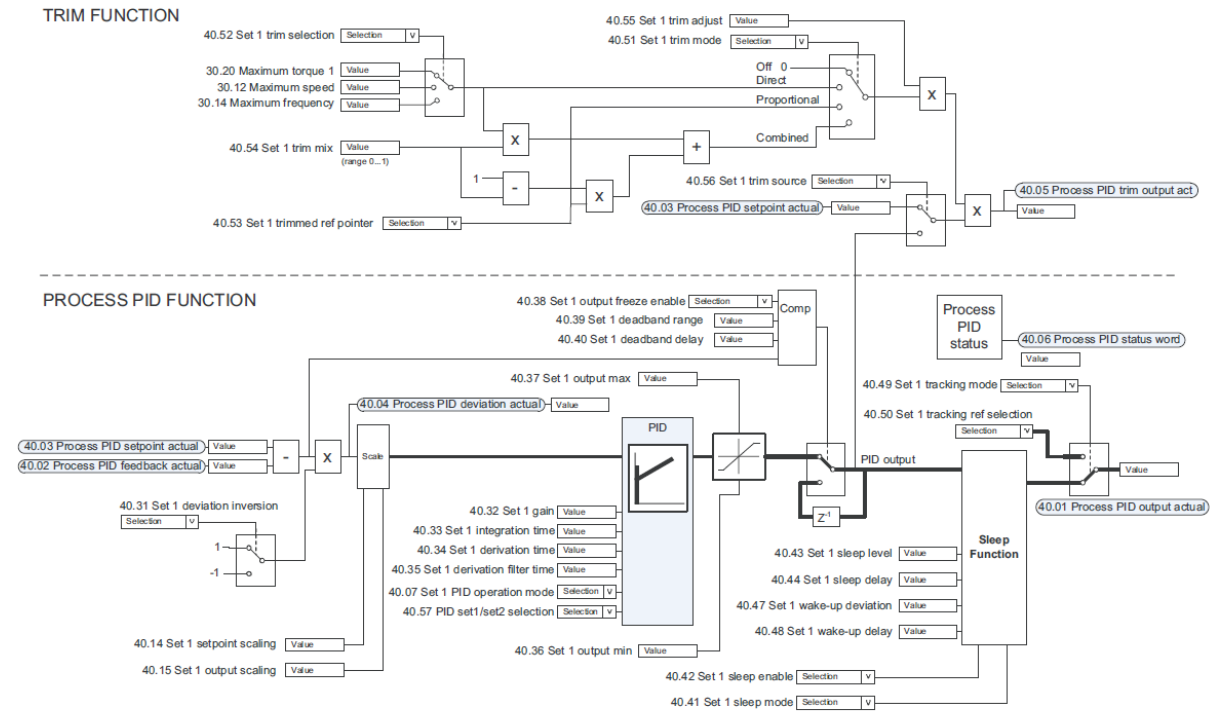 TRIM FUNCTION
40.55 Set 1 trim adjust Value
40.52 Set 1 trim selection Selection v
40.51 Set 1 trim mode Selection v
30.20 Maximum torque 1 Value
Off 0
30.12 Maximum speed Value
Direct
30.14 Maximum frequency Value
Proportional
X
X
Combined
40.54 Set 1 trim mix Value
(range 0...1)
+
1
-
X
40.56 Set 1 trim source Selection v
40.05 Process PID trim output act
Value
40.03 Process PID setpoint actual Value
X
40.53 Set 1 trimmed ref pointer Selection v
PROCESS PID FUNCTION
40.38 Set 1 output freeze enable Selection v
Comp
40.39 Set 1 deadband range Value
40.40 Set 1 deadband delay Value
Process
PID
status
40.06 Process PID status word
Value
40.37 Set 1 output max Value
40.49 Set 1 tracking mode Selection v
40.04 Process PID deviation actual Value
40.50 Set 1 tracking ref selection
Selection v
PID
40.03 Process PID setpoint actual Value
40.02 Process PID feedback actual Value
-
X
Scale
PID output
Value
40.01 Process PID output actual
40.31 Set 1 deviation inversion
Selection v
Z-1
40.32 Set 1 gain Value
40.33 Set 1 integration time Value
1
40.34 Set 1 derivation time Value
Sleep
Function
40.43 Set 1 sleep level Value
-1
40.35 Set 1 derivation filter time Value
40.44 Set 1 sleep delay Value
40.07 Set 1 PID operation mode Selection v
40.47 Set 1 wake-up deviation Value
40.57 PID set1/set2 selection Selection v
40.48 Set 1 wake-up delay Value
40.14 Set 1 setpoint scaling Value
40.36 Set 1 output min Value
40.15 Set 1 output scaling Value
40.42 Set 1 sleep enable Selection v
40.41 Set 1 sleep mode Selection v